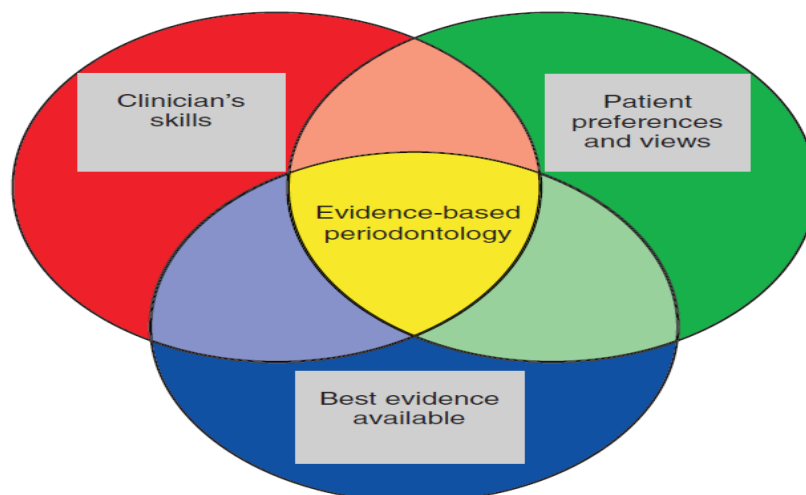 Clinician's
skills
Patient
preferences
and views
Evidence-based
periodontology
Best evidence
available